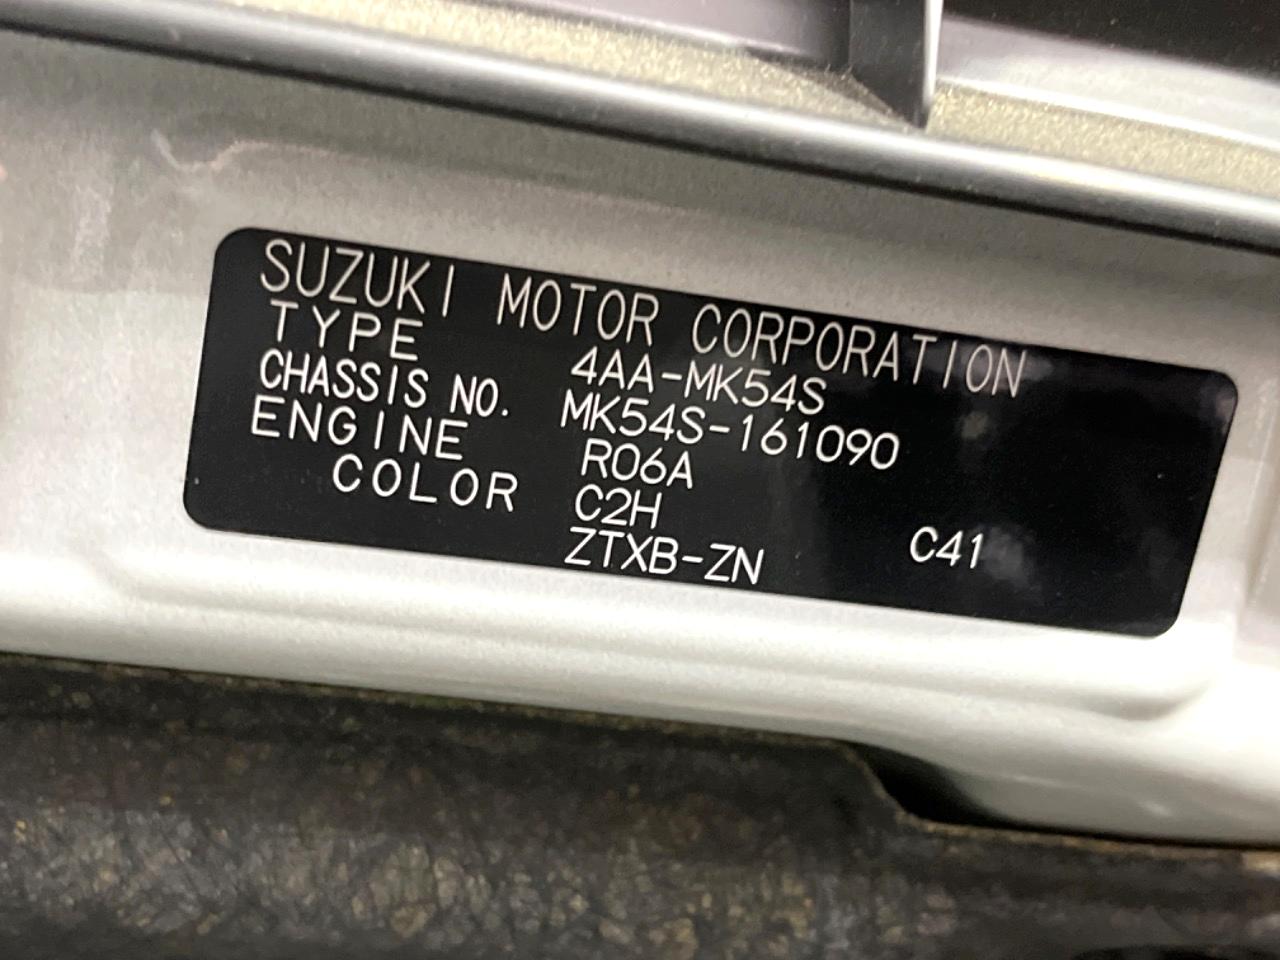 SUZUKI MOTOR CORPORATION
TYPE 4AA-MK54S
CHASSIS NO. MK54S-161090
ENGINE R06A
COLOR C2H
ZTXB-ZN C41